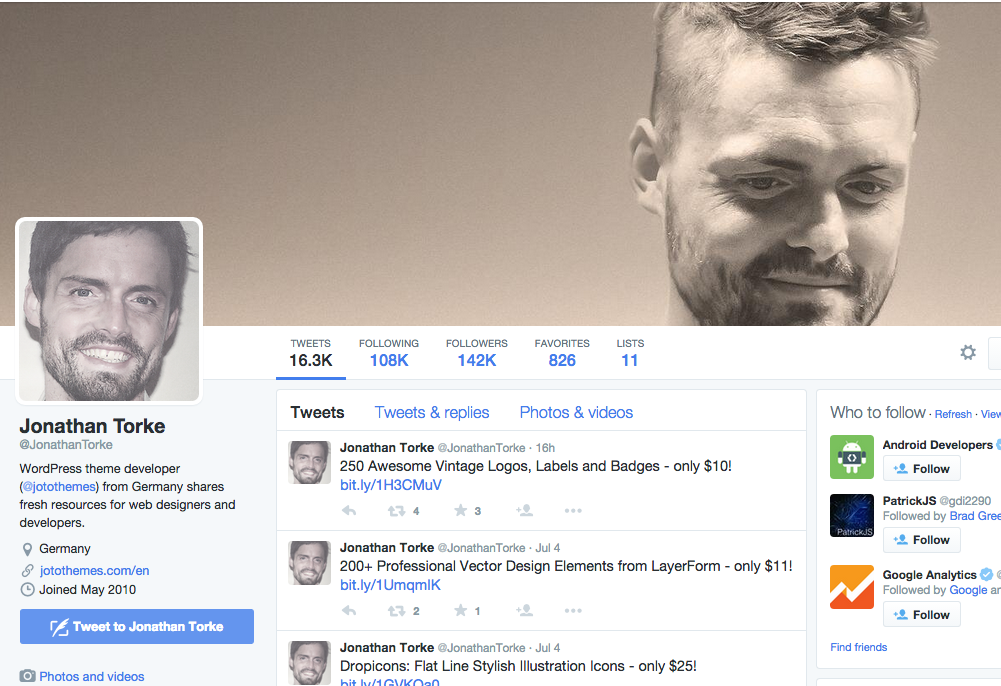 TWEETS FOLLOWING FOLLOWERS FAVORITES LISTS
16.3K 108K 142K 826 11
Jonathan Torke
@JonathanTorke
WordPress theme developer
(@jotothemes) from Germany shares
fresh resources for web designers and
developers.
Germany
jotothemes.com/en
Joined May 2010
Tweet to Jonathan Torke
Photos and videos
Tweets Tweets & replies Photos & videos
Jonathan Torke @JonathanTorke · 16h
250 Awesome Vintage Logos, Labels and Badges - only $10!
bit.ly/1H3CMuV
4 3
Jonathan Torke @JonathanTorke · Jul 4
200+ Professional Vector Design Elements from LayerForm - only $11!
bit.ly/1UmqmlK
2 1
Jonathan Torke @JonathanTorke · Jul 4
Dropicons: Flat Line Stylish Illustration Icons - only $25!
Who to follow · Refresh · View
Android Developers
Follow
PatrickJS @gdi2290
Followed by Brad Gree
PatrickJS
Follow
Google Analytics
Followed by Google an
Follow
Find friends